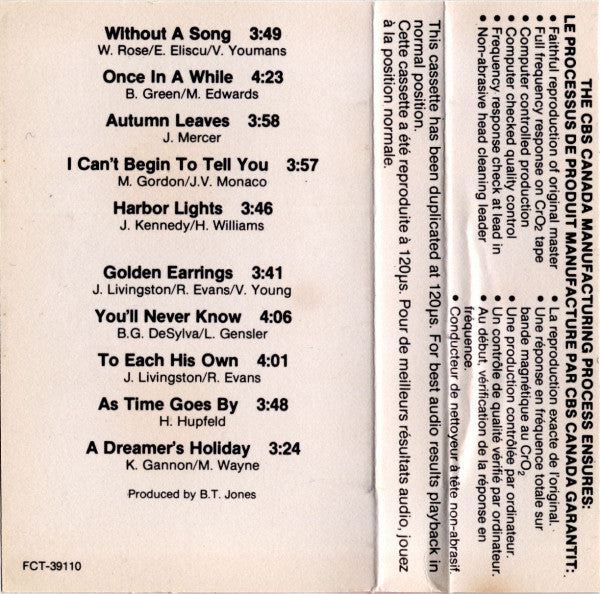 Without A Song 3:49
W. Rose/E. Eliscu/V. Youmans
Once In A While 4:23
B. Green/M. Edwards
Autumn Leaves 3:58
J. Mercer
I Can't Begin To Tell You 3:57
M. Gordon/J.V. Monaco
Harbor Lights 3:46
J. Kennedy/H. Williams
Golden Earrings 3:41
J. Livingston/R. Evans/V. Young
You'll Never Know 4:06
B.G. DeSylva/L. Gensler
To Each His Own 4:01
J. Livingston/R. Evans
As Time Goes By 3:48
H. Hupfeld
A Dreamer's Holiday 3:24
K. Gannon/M. Wayne
Produced by B.T. Jones
FCT-39110
This cassette has been duplicated at 120µs. For best audio results playback in
normal position.
Cette cassette a été reproduite à 120µs. Pour de meilleurs résultats audio, jouez
à la position normale.
THE CBS CANADA MANUFACTURING PROCESS ENSURES:
LE PROCESSUS DE PRODUIT MANUFACTURE PAR CBS CANADA GARANTIT:
• Faithful reproduction of original master
• Full frequency response on CrO2 tape
• Computer controlled production
• Computer checked quality control
• Frequency response check at lead in
• Non-abrasive head cleaning leader
• La reproduction exacte de l'original.
• Une réponse en fréquence totale sur
bande magnétique au CrO2
• Une production contrôlée par ordinateur.
• Un contrôle de qualité vérifié par ordinateur.
• Au début, vérification de la réponse en
fréquence.
• Conducteur de nettoyeur à tête non-abrasif.